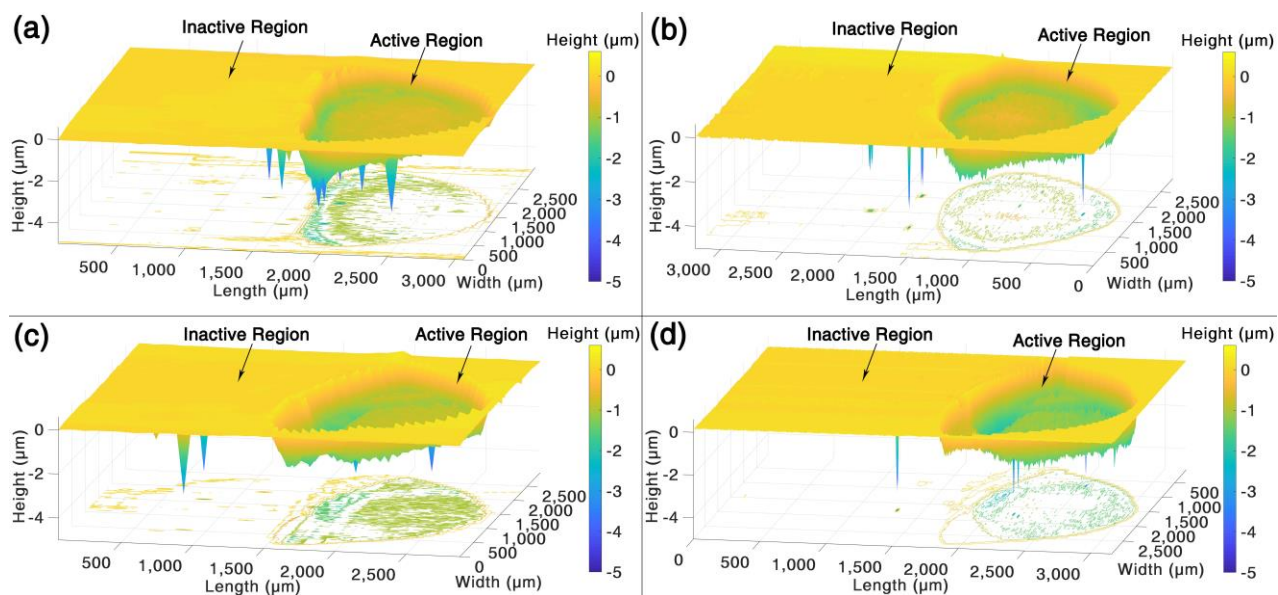 (a)
Inactive Region
Active Region
Height (μm)
0
-1
-2
-3
-4
-5
Height (μm)
0
-2
-4
500
1,000
1,500
2,000
2,500
3,000
Length (μm)
2,500
2,000
1,500
1,000
500
0
Width (μm)
(b)
Inactive Region
Active Region
Height (μm)
0
-1
-2
-3
-4
-5
Height (μm)
0
-2
-4
3,000
2,500
2,000
1,500
1,000
500
0
Length (μm)
2,500
2,000
1,500
1,000
500
Width (μm)
(c)
Inactive Region
Active Region
Height (μm)
0
-1
-2
-3
-4
-5
Height (μm)
0
-2
-4
500
1,000
1,500
2,000
2,500
Length (μm)
2,500
2,000
1,500
1,000
500
0
Width (μm)
(d)
Inactive Region
Active Region
Height (μm)
0
-1
-2
-3
-4
-5
Height (μm)
0
-2
-4
0
500
1,000
1,500
2,000
2,500
3,000
Length (μm)
500
1,000
1,500
2,000
2,500
Width (μm)